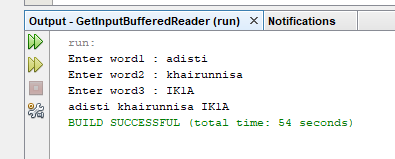 Output - GetInputBufferedReader (run) X Notifications
run:
Enter word1 : adisti
Enter word2 : khairunnisa
Enter word3 : IK1A
adisti khairunnisa IK1A
BUILD SUCCESSFUL (total time: 54 seconds)